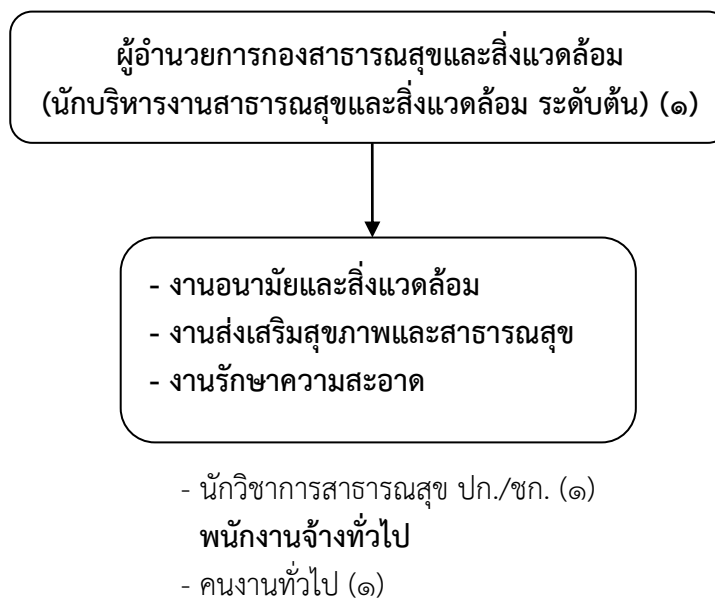 ผู้อำนวยการกองสาธารณสุขและสิ่งแวดล้อม
(นักบริหารงานสาธารณสุขและสิ่งแวดล้อม ระดับต้น) (๑)
- งานอนามัยและสิ่งแวดล้อม
- งานส่งเสริมสุขภาพและสาธารณสุข
- งานรักษาความสะอาด
- นักวิชาการสาธารณสุข ปก./ชก. (๑)
พนักงานจ้างทั่วไป
- คนงานทั่วไป (๑)